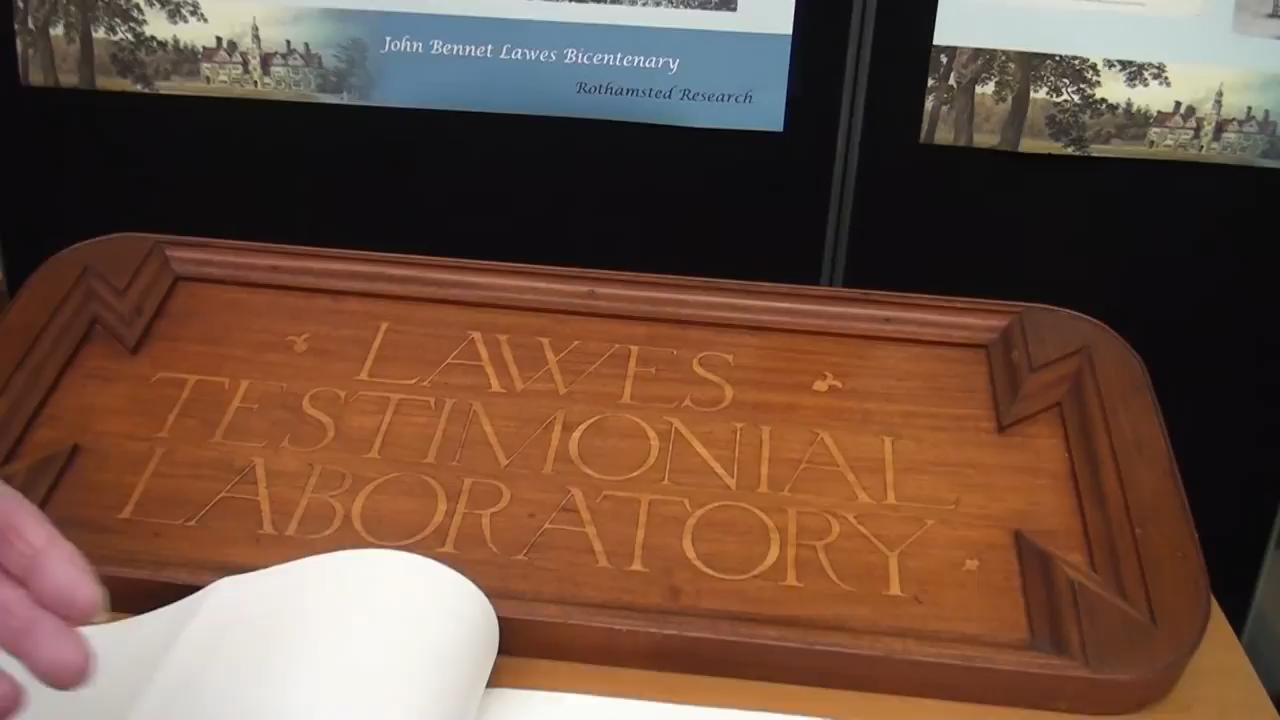 John Bennet Lawes Bicentenary
Rothamsted Research
LAWES
TESTIMONIAL
LABORATORY